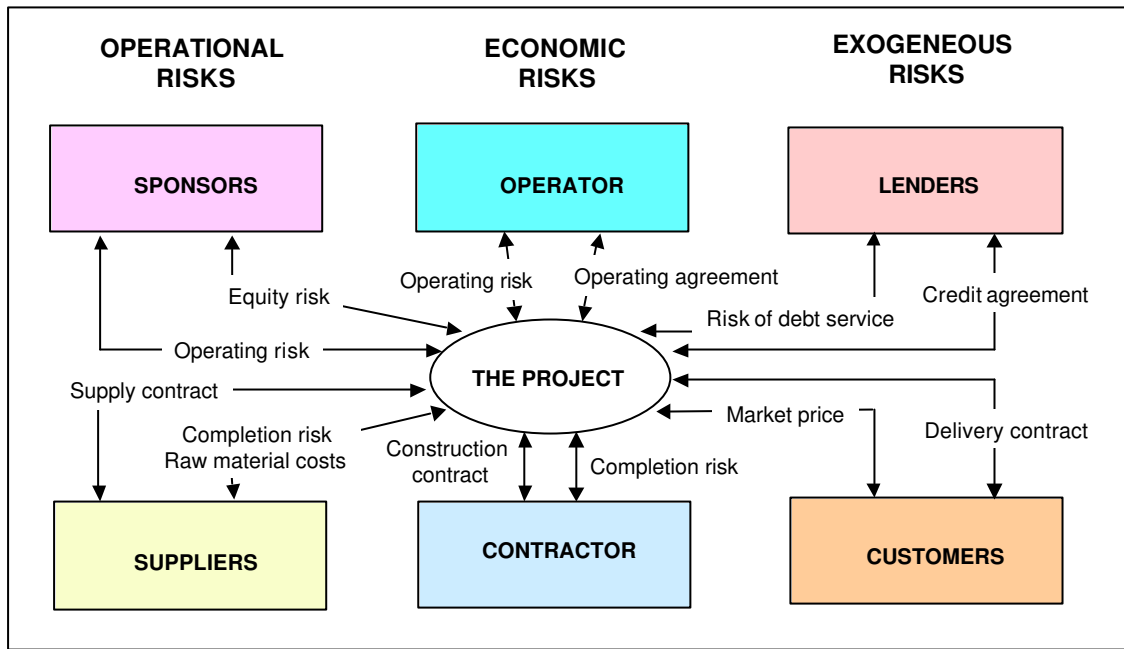 OPERATIONAL
RISKS
ECONOMIC
RISKS
EXOGENEOUS
RISKS
SPONSORS
OPERATOR
LENDERS
Operating risk
Operating agreement
Equity risk
Credit agreement
Risk of debt service
Operating risk
THE PROJECT
Supply contract
Market price
Delivery contract
Completion risk
Raw material costs
Construction
contract
Completion risk
SUPPLIERS
CONTRACTOR
CUSTOMERS